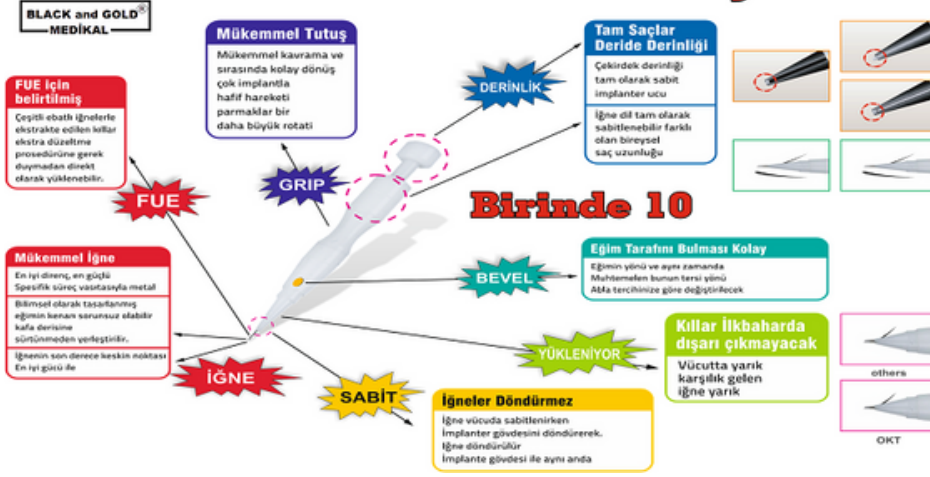 BLACK and GOLD®
MEDİKAL
Mükemmel Tutuş
Mükemmel kavrama ve
sırasında kolay dönüş
çok implantla
hafif hareketi
parmaklar bir
daha büyük rotati
GRIP
Tam Saçlar
Deride Derinliği
Çekirdek derinliği
tam olarak sabit
implanter ucu
İğne dil tam olarak
sabitlenebilir farklı
olan bireysel
saç uzunluğu
DERİNLİK
FUE için
belirtilmiş
Çeşitli ebatlı iğnelerle
ekstrakte edilen kıllar
ekstra düzeltme
prosedürüne gerek
duymadan direkt
olarak yüklenebilir.
FUE
Birinde 10
Mükemmel İğne
En iyi direnç, en güçlü
Spesifik süreç vasıtasıyla metal
Bilimsel olarak tasarlanmış
eğimin kenarı sorunsuz olabilir
kafa derisine
sürtünmeden yerleştirilir.
İğnenin son derece keskin noktası
En iyi gücü ile
İĞNE
BEVEL
Eğim Tarafını Bulması Kolay
Eğimin yönü ve aynı zamanda
Muhtemelen bunun tersi yönü
Abla tercihinize göre değiştirilecek
YÜKLENİYOR
Kıllar İlkbaharda
dışarı çıkmayacak
Vücutta yarık
karşılık gelen
iğne yarık
SABİT
İğneler Döndürmez
İğne vücuda sabitlenirken
İmplanter gövdesini döndürerek.
Iğne döndürülür
İmplante gövdesi ile aynı anda
others
OKT